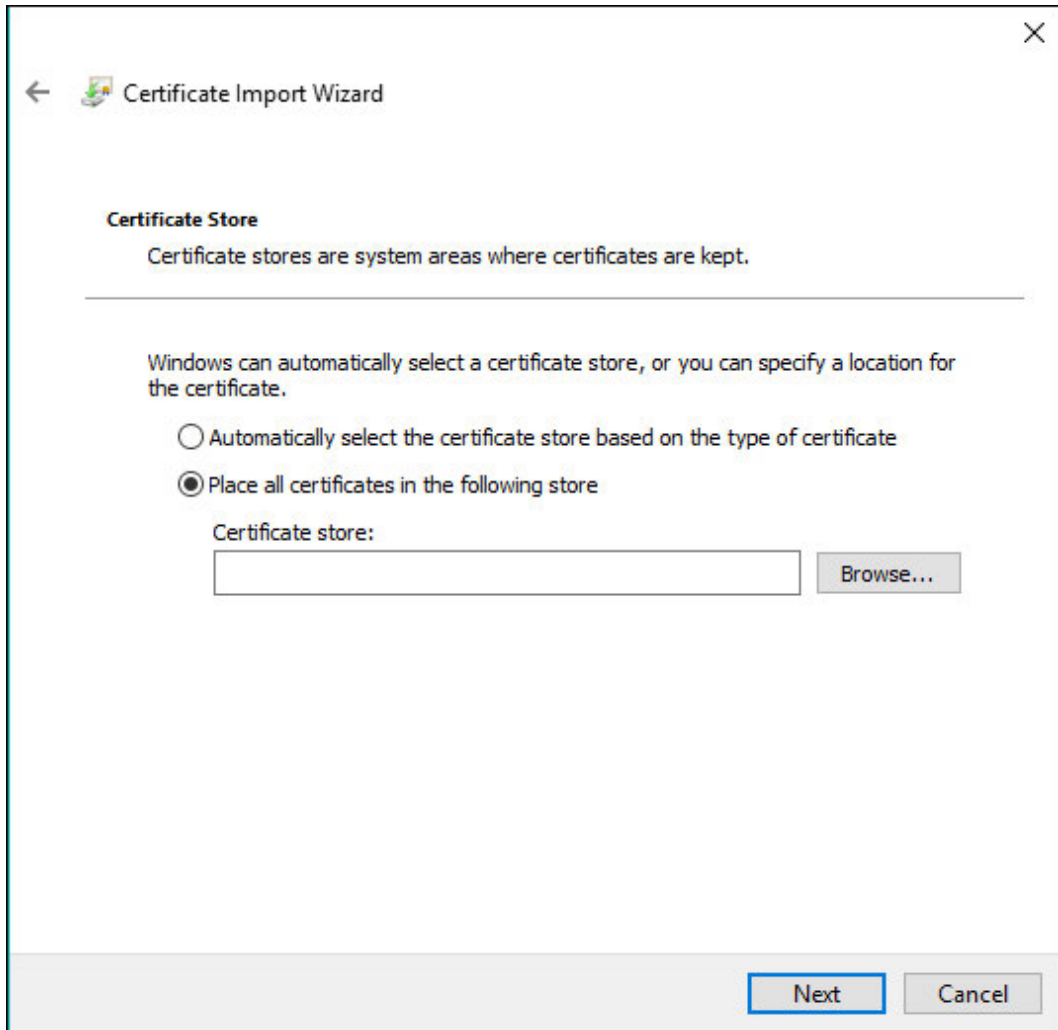 Certificate Import Wizard
Certificate Store
Certificate stores are system areas where certificates are kept.
Windows can automatically select a certificate store, or you can specify a location for
the certificate.
Automatically select the certificate store based on the type of certificate
Place all certificates in the following store
Certificate store:
Browse...
Next
Cancel